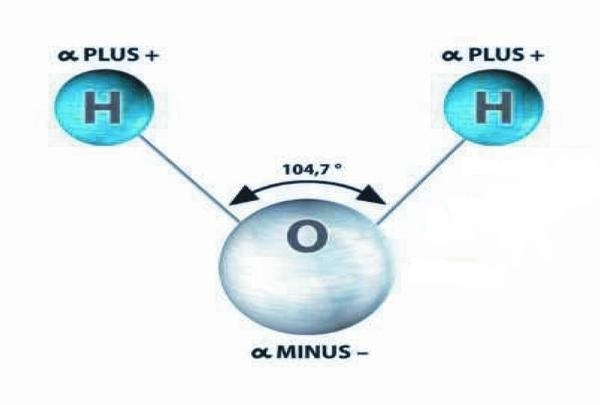 α PLUS +
α PLUS +
H
H
104,7 °
O
α MINUS –